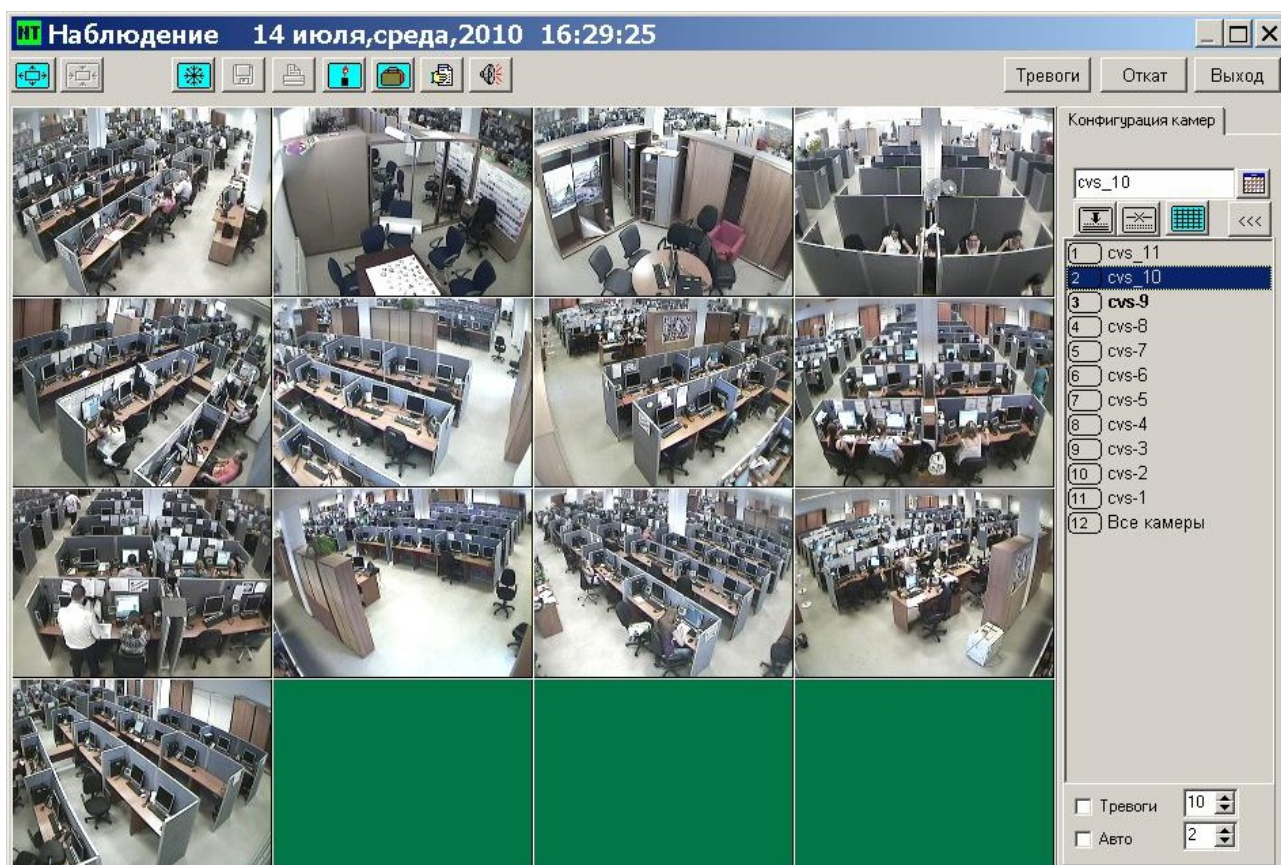 NT Наблюдение 14 июля,среда,2010 16:29:25
Тревоги Откат Выход
Конфигурация камер
cvs_10
<<<
1 cvs_11
2 cvs_10
3 cvs-9
4 cvs-8
5 cvs-7
6 cvs-6
7 cvs-5
8 cvs-4
9 cvs-3
10 cvs-2
11 cvs-1
12 Все камеры
Тревоги 10
Авто 2